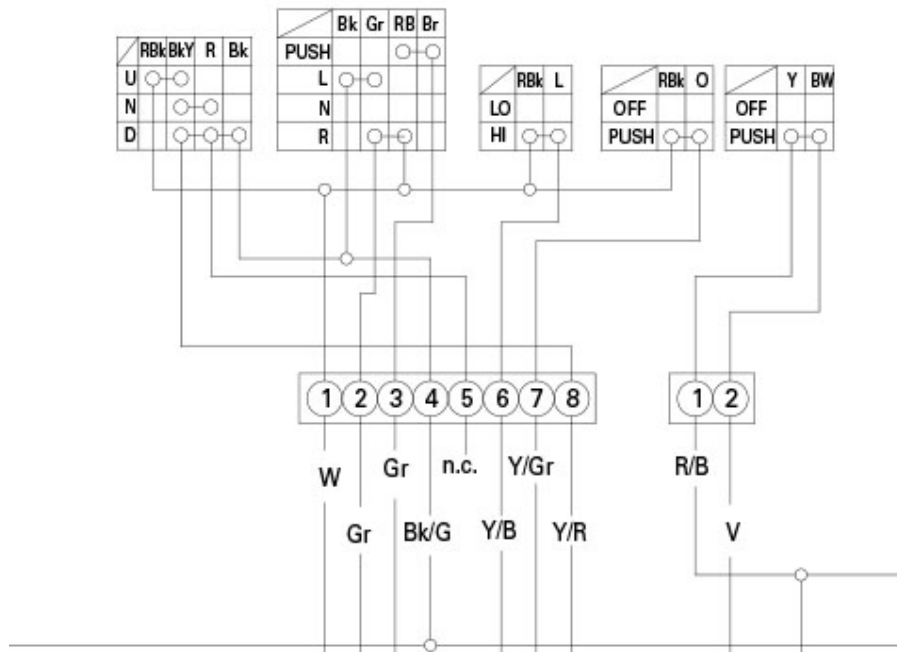 Bk Gr RB Br
PUSH
L
N
R
RBk BkY R Bk
U
N
D
RBk L
LO
HI
RBk O
OFF
PUSH
Y BW
OFF
PUSH
1 2 3 4 5 6 7 8
1 2
W
Gr
Gr
Bk/G
n.c.
Y/B
Y/Gr
Y/R
R/B
V